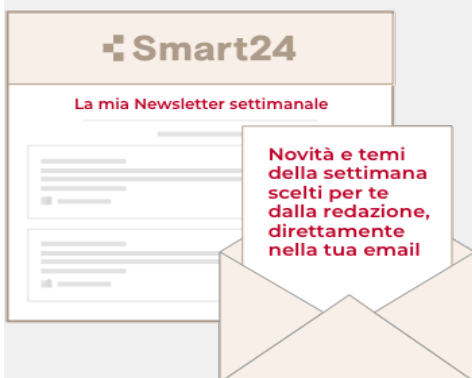 Smart24
La mia Newsletter settimanale
Novità e temi
della settimana
scelti per te
dalla redazione,
direttamente
nella tua email